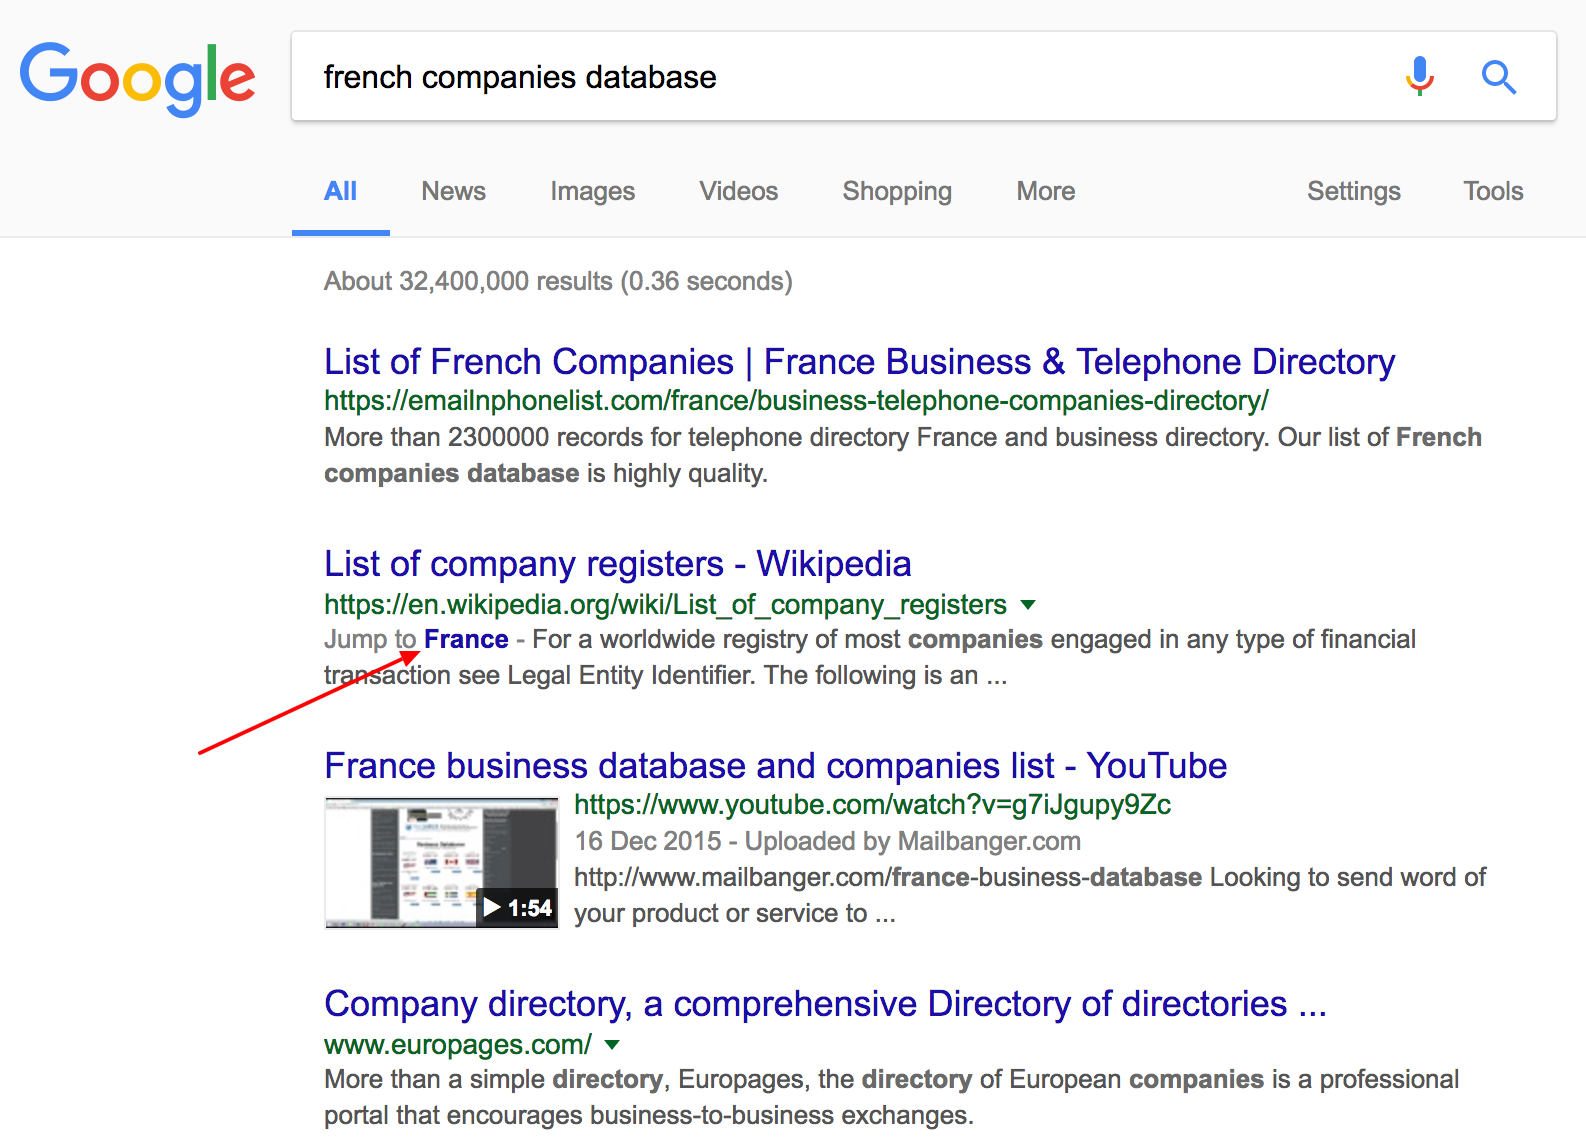 Google
french companies database
All News Images Videos Shopping More Settings Tools
About 32,400,000 results (0.36 seconds)
List of French Companies | France Business & Telephone Directory
https://emailnphonelist.com/france/business-telephone-companies-directory/
More than 2300000 records for telephone directory France and business directory. Our list of French
companies database is highly quality.
List of company registers - Wikipedia
https://en.wikipedia.org/wiki/List_of_company_registers
Jump to France - For a worldwide registry of most companies engaged in any type of financial
transaction see Legal Entity Identifier. The following is an ...
France business database and companies list - YouTube
https://www.youtube.com/watch?v=g7iJgupy9Zc
16 Dec 2015 - Uploaded by Mailbanger.com
http://www.mailbanger.com/france-business-database Looking to send word of
your product or service to ...
1:54
Company directory, a comprehensive Directory of directories ...
www.europages.com/
More than a simple directory, Europages, the directory of European companies is a professional
portal that encourages business-to-business exchanges.